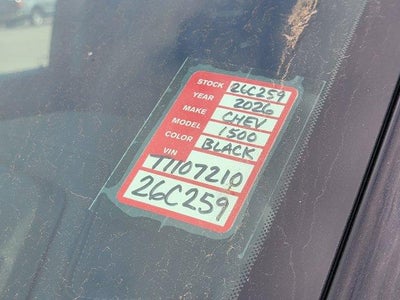 STOCK 26C259
YEAR 2026
MAKE CHEV
MODEL 1500
COLOR BLACK
VIN
T1107210
26C259